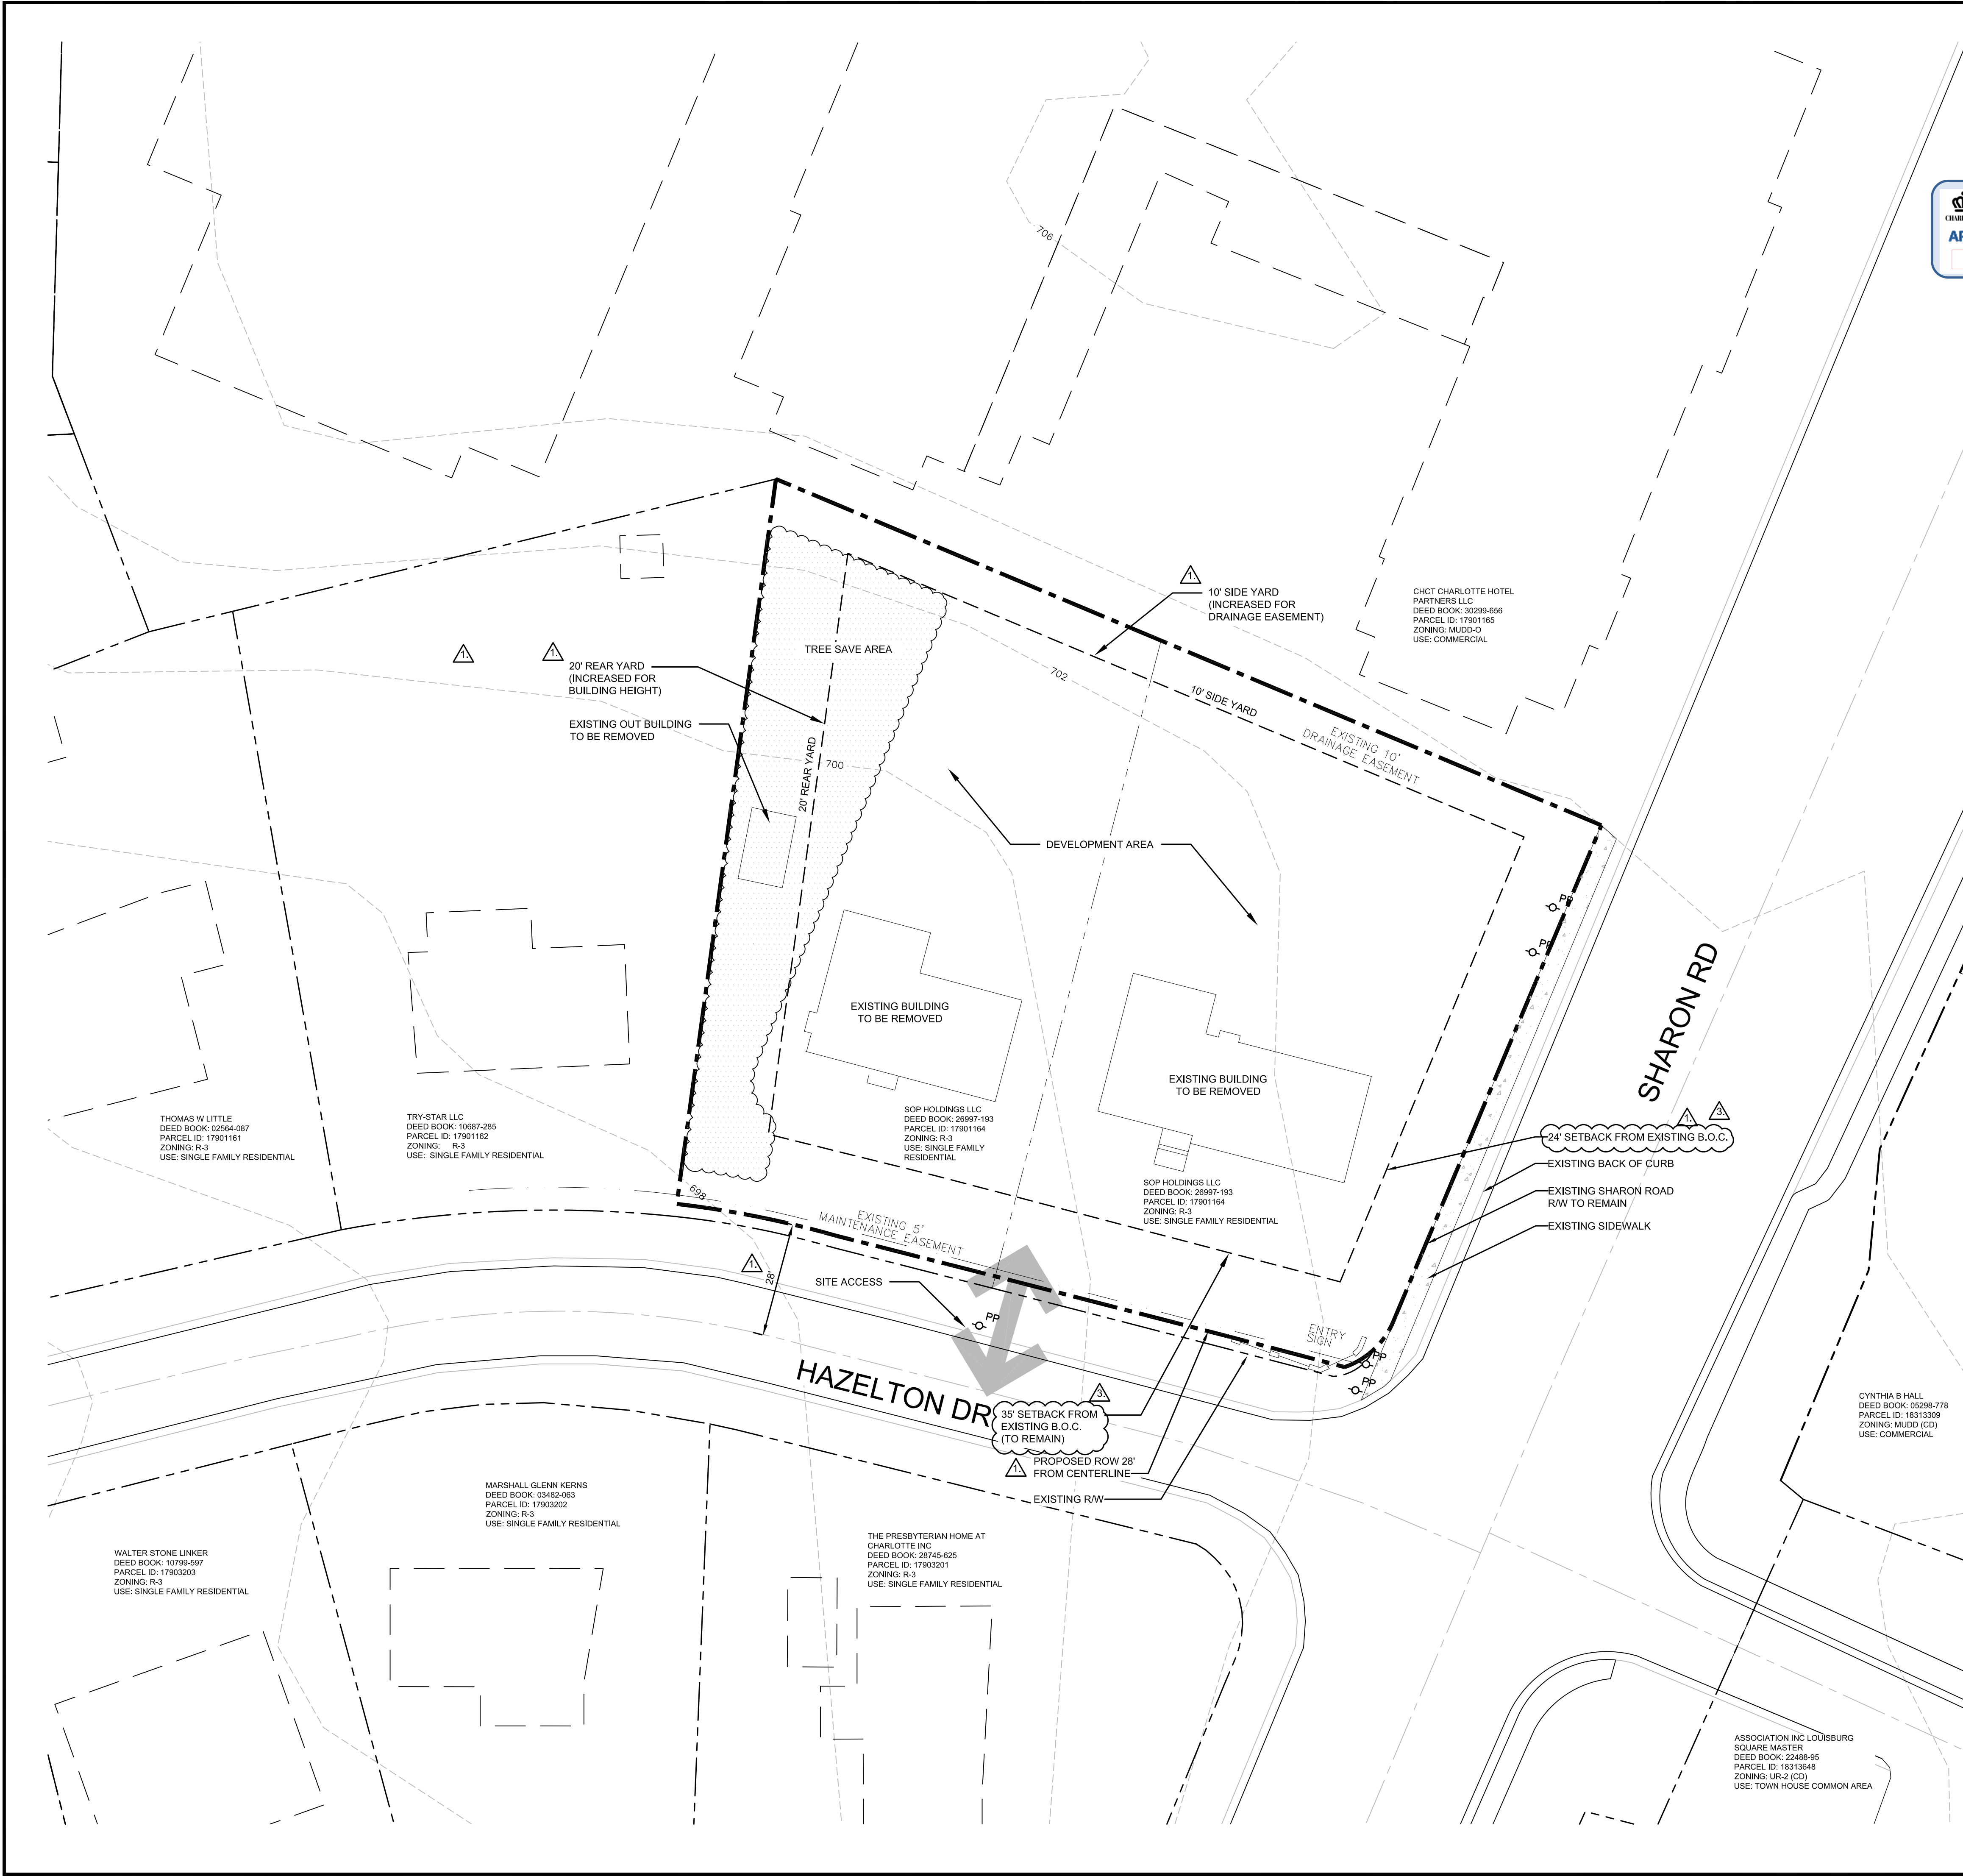 706
1.
10' SIDE YARD
(INCREASED FOR
DRAINAGE EASEMENT)
CHCT CHARLOTTE HOTEL
PARTNERS LLC
DEED BOOK: 30299-656
PARCEL ID: 17901165
ZONING: MUDD-O
USE: COMMERCIAL
TREE SAVE AREA
1.
1.
20' REAR YARD
(INCREASED FOR
BUILDING HEIGHT)
702
10' SIDE YARD
EXISTING OUT BUILDING
TO BE REMOVED
EXISTING 10'
DRAINAGE EASEMENT
20' REAR YARD
700
DEVELOPMENT AREA
PP
PP
SHARON RD
EXISTING BUILDING
TO BE REMOVED
EXISTING BUILDING
TO BE REMOVED
THOMAS W LITTLE
DEED BOOK: 02564-087
PARCEL ID: 17901161
ZONING: R-3
USE: SINGLE FAMILY RESIDENTIAL
TRY-STAR LLC
DEED BOOK: 10687-285
PARCEL ID: 17901162
ZONING: R-3
USE: SINGLE FAMILY RESIDENTIAL
SOP HOLDINGS LLC
DEED BOOK: 26997-193
PARCEL ID: 17901164
ZONING: R-3
USE: SINGLE FAMILY
RESIDENTIAL
1.
3.
24' SETBACK FROM EXISTING B.O.C.
EXISTING BACK OF CURB
EXISTING SHARON ROAD
R/W TO REMAIN
EXISTING SIDEWALK
SOP HOLDINGS LLC
DEED BOOK: 26997-193
PARCEL ID: 17901164
ZONING: R-3
USE: SINGLE FAMILY RESIDENTIAL
698
EXISTING 5'
MAINTENANCE EASEMENT
1.
28'
SITE ACCESS
PP
ENTRY
SIGN
PP
PP
HAZELTON DR
3.
35' SETBACK FROM
EXISTING B.O.C.
(TO REMAIN)
1.
PROPOSED ROW 28'
FROM CENTERLINE
EXISTING R/W
CYNTHIA B HALL
DEED BOOK: 05298-778
PARCEL ID: 18313309
ZONING: MUDD (CD)
USE: COMMERCIAL
MARSHALL GLENN KERNS
DEED BOOK: 03482-063
PARCEL ID: 17903202
ZONING: R-3
USE: SINGLE FAMILY RESIDENTIAL
THE PRESBYTERIAN HOME AT
CHARLOTTE INC
DEED BOOK: 28745-625
PARCEL ID: 17903201
ZONING: R-3
USE: SINGLE FAMILY RESIDENTIAL
WALTER STONE LINKER
DEED BOOK: 10799-597
PARCEL ID: 17903203
ZONING: R-3
USE: SINGLE FAMILY RESIDENTIAL
ASSOCIATION INC LOUISBURG
SQUARE MASTER
DEED BOOK: 22488-95
PARCEL ID: 18313648
ZONING: UR-2 (CD)
USE: TOWN HOUSE COMMON AREA